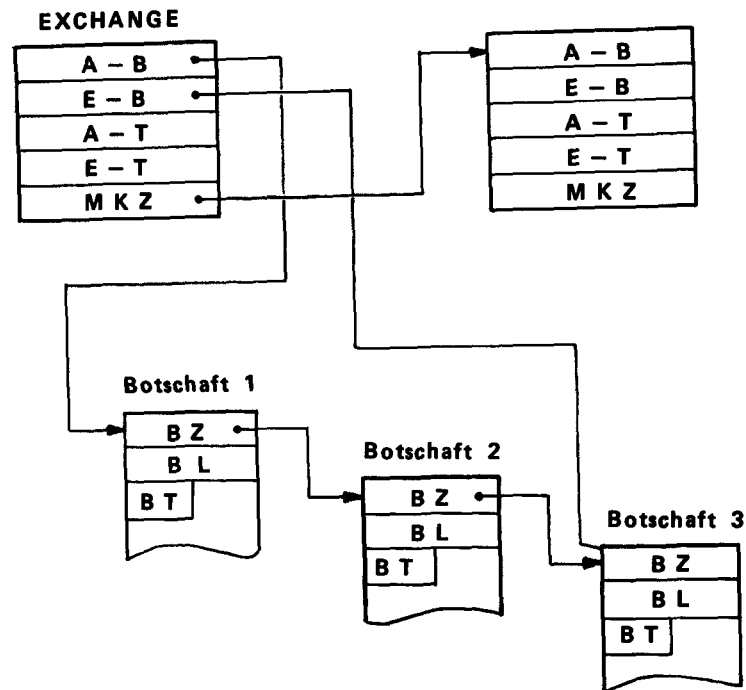 EXCHANGE
A – B
E – B
A – T
E – T
M K Z
A – B
E – B
A – T
E – T
M K Z
Botschaft 1
B Z
B L
B T
Botschaft 2
B Z
B L
B T
Botschaft 3
B Z
B L
B T